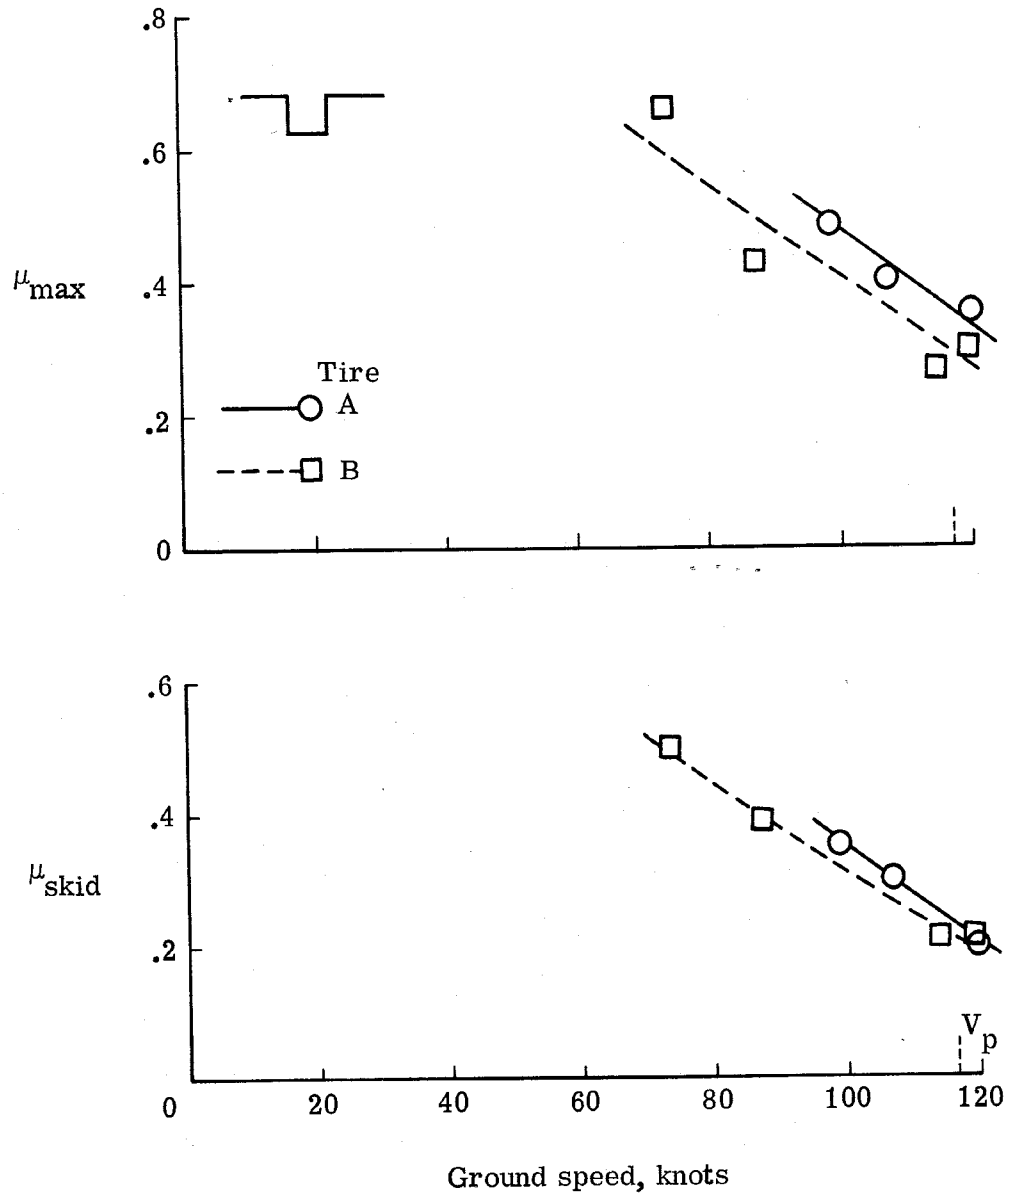 .8
.6
μmax
.4
Tire
A
.2
B
0
.6
.4
μskid
.2
Vp
0 20 40 60 80 100 120
Ground speed, knots